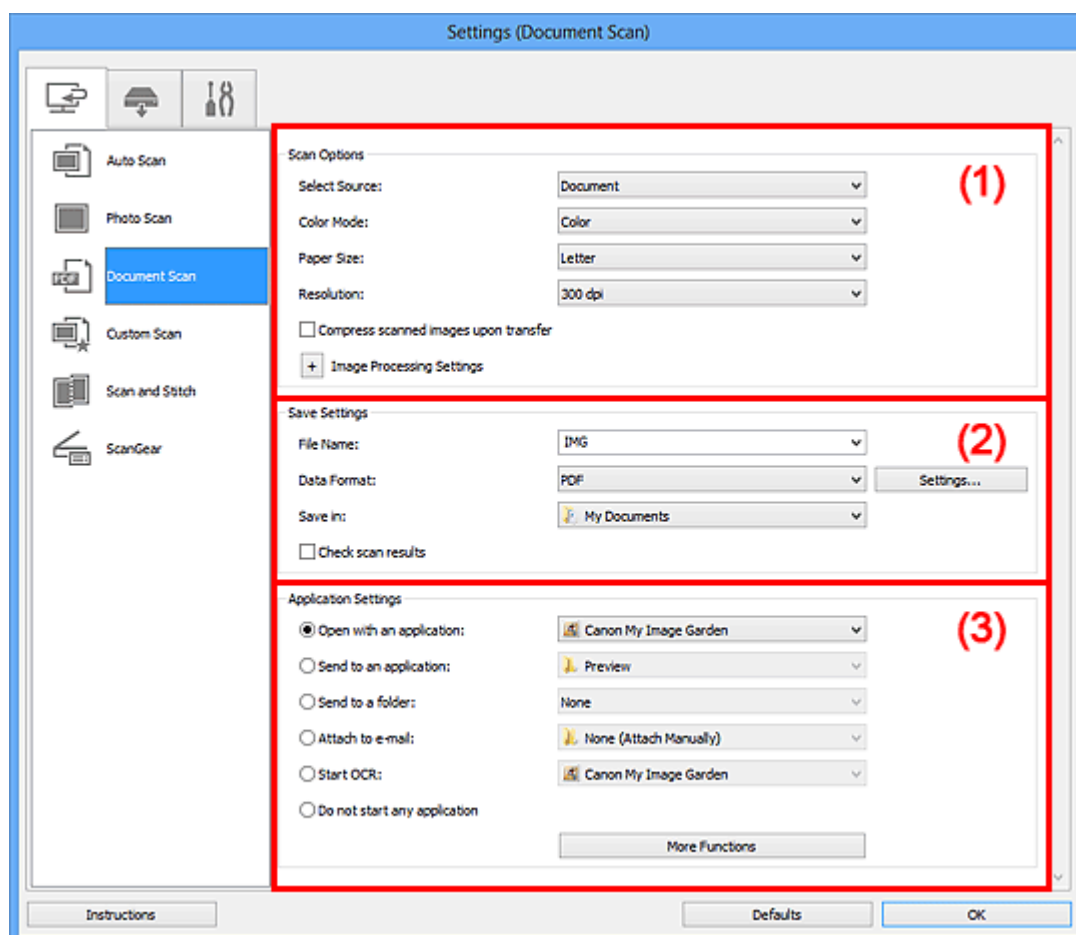 Settings (Document Scan)
Auto Scan
Photo Scan
Document Scan
Custom Scan
Scan and Stitch
ScanGear
Scan Options
(1)
Select Source: Document
Color Mode: Color
Paper Size: Letter
Resolution: 300 dpi
Compress scanned images upon transfer
+ Image Processing Settings
Save Settings
(2)
File Name: IMG
Data Format: PDF Settings...
Save in: My Documents
Check scan results
Application Settings
(3)
Open with an application: Canon My Image Garden
Send to an application: Preview
Send to a folder: None
Attach to e-mail: None (Attach Manually)
Start OCR: Canon My Image Garden
Do not start any application
More Functions
Instructions Defaults OK